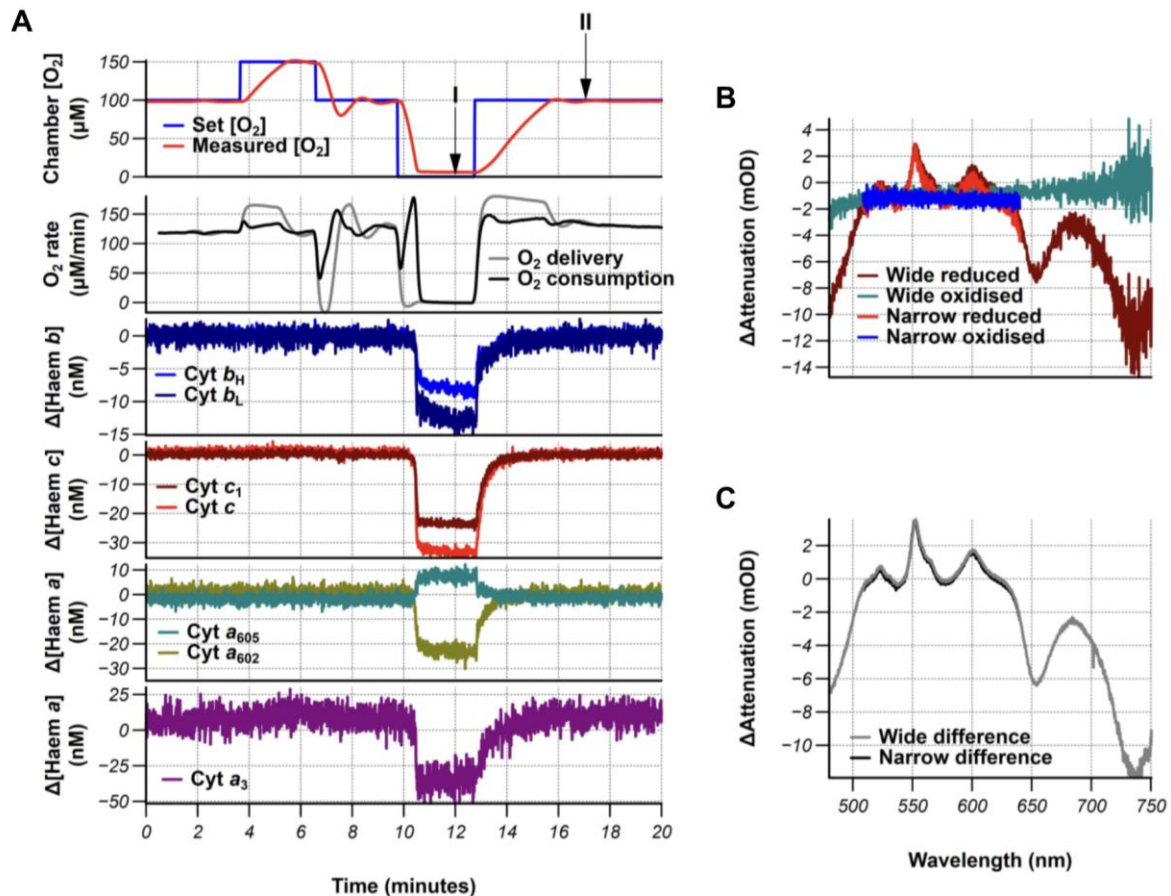 A
II
I
Chamber [O₂]
(μM)
150
100
50
0
Set [O₂]
Measured [O₂]
O₂ rate
(μM/min)
150
100
50
0
O₂ delivery
O₂ consumption
Δ[Haem b]
(nM)
0
−5
−10
−15
Cyt bH
Cyt bL
Δ[Haem c]
(nM)
0
−10
−20
−30
Cyt c₁
Cyt c
Δ[Haem a]
(nM)
10
0
−10
−20
−30
Cyt a₆₀₅
Cyt a₆₀₂
Δ[Haem a]
(nM)
25
0
−25
−50
Cyt a₃
0 2 4 6 8 10 12 14 16 18 20
Time (minutes)
B
ΔAttenuation (mOD)
4
2
0
−2
−4
−6
−8
−10
−12
−14
Wide reduced
Wide oxidised
Narrow reduced
Narrow oxidised
C
ΔAttenuation (mOD)
2
0
−2
−4
−6
−8
−10
Wide difference
Narrow difference
500 550 600 650 700 750
Wavelength (nm)